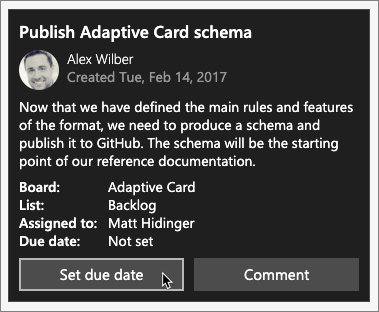 Publish Adaptive Card schema
Alex Wilber
Created Tue, Feb 14, 2017
Now that we have defined the main rules and features
of the format, we need to produce a schema and
publish it to GitHub. The schema will be the starting
point of our reference documentation.
Board: Adaptive Card
List: Backlog
Assigned to: Matt Hidinger
Due date: Not set
Set due date Comment